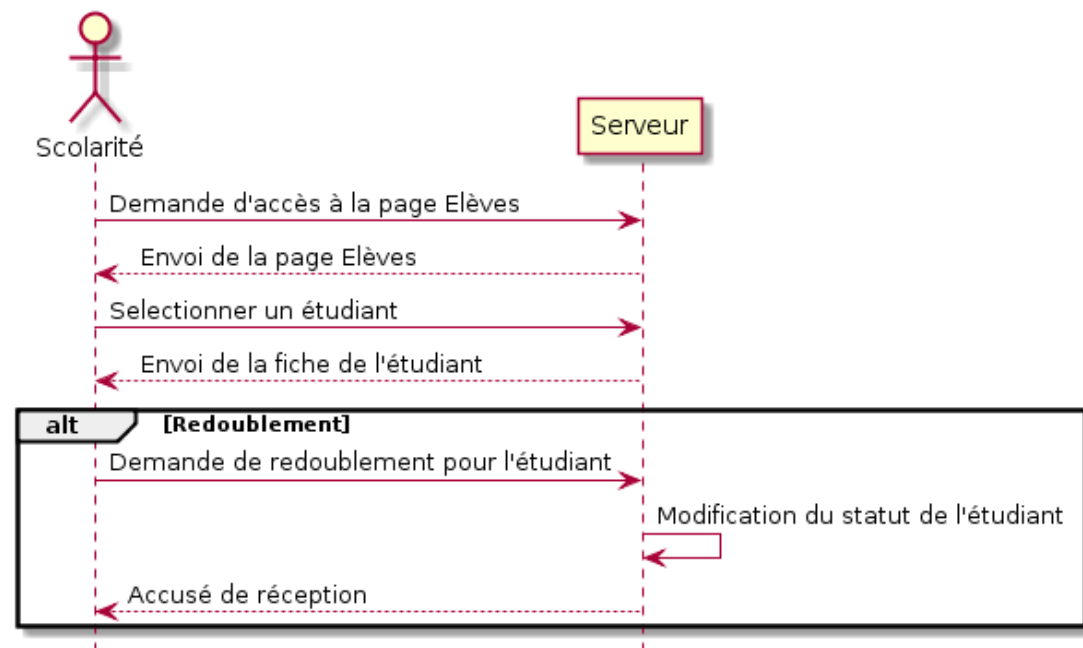 Scolarité
Serveur
Demande d'accès à la page Elèves
Envoi de la page Elèves
Selectionner un étudiant
Envoi de la fiche de l'étudiant
alt [Redoublement]
Demande de redoublement pour l'étudiant
Modification du statut de l'étudiant
Accusé de réception